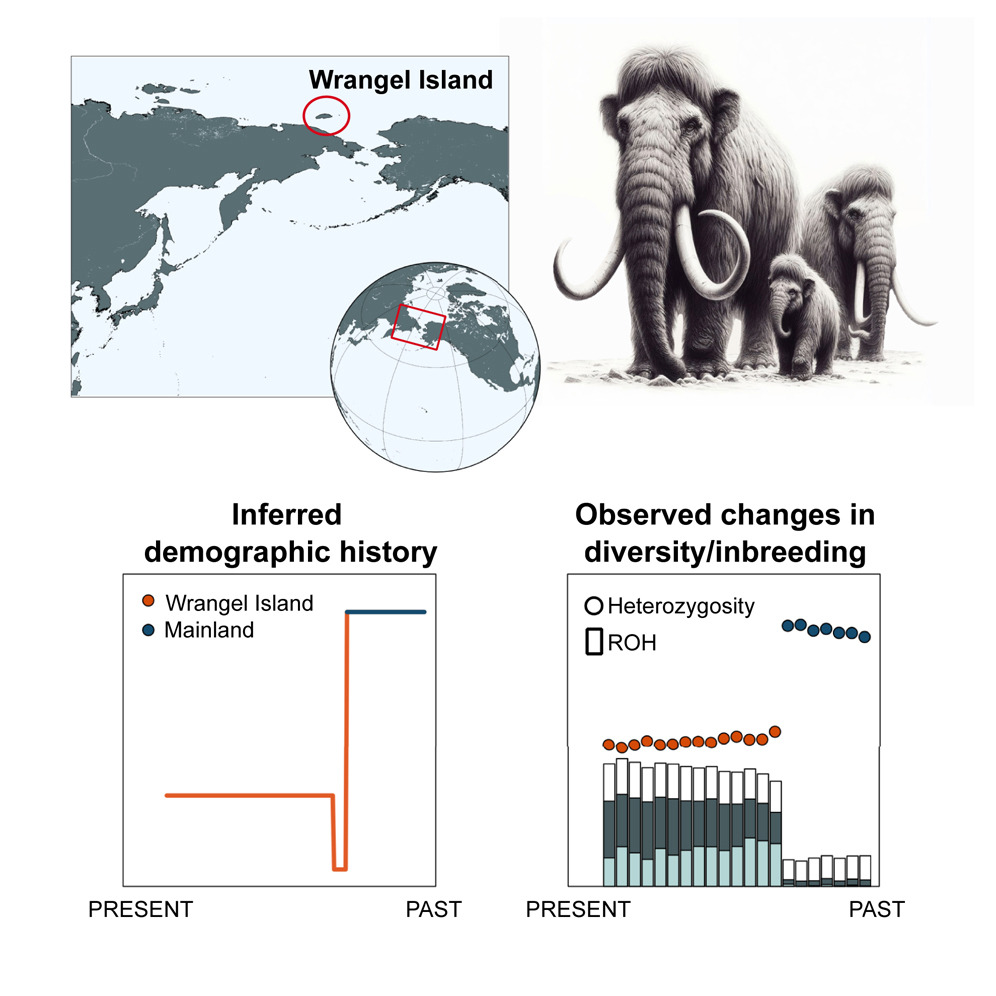 Wrangel Island
Inferred
demographic history
Wrangel Island
Mainland
PRESENT
PAST
Observed changes in
diversity/inbreeding
Heterozygosity
ROH
PRESENT
PAST